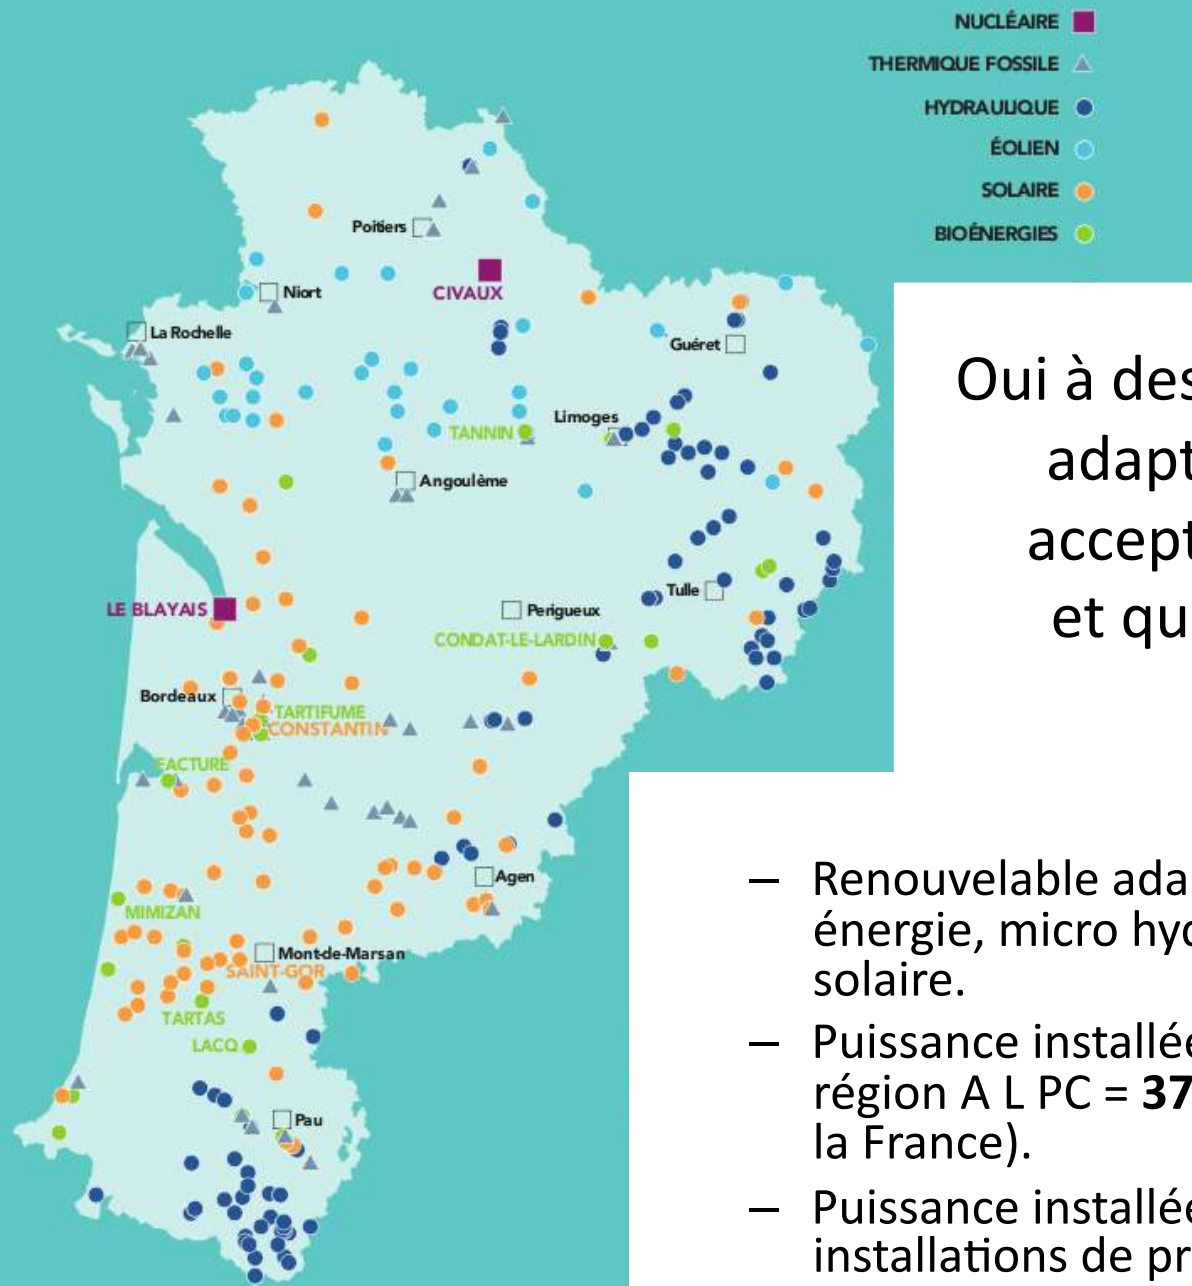 NUCLÉAIRE
THERMIQUE FOSSILE
HYDRAULIQUE
ÉOLIEN
SOLAIRE
BIOÉNERGIES
Poitiers
CIVAUX
Niort
La Rochelle
Guéret
Limoges
TANNIN
Angoulème
Tulle
LE BLAYAIS
Perigueux
CONDAT-LE-LARDIN
Bordeaux
TARTIFUME
CONSTANTIN
FACTURE
Agen
MIMIZAN
Mont-de-Marsan
SAINT-GOR
TARTAS
LACQ
Pau
Oui à des
adapt
accept
et qu
– Renouvelable ada
énergie, micro hyd
solaire.
– Puissance installée
région A L PC = 37
la France).
– Puissance installée
installations de pr